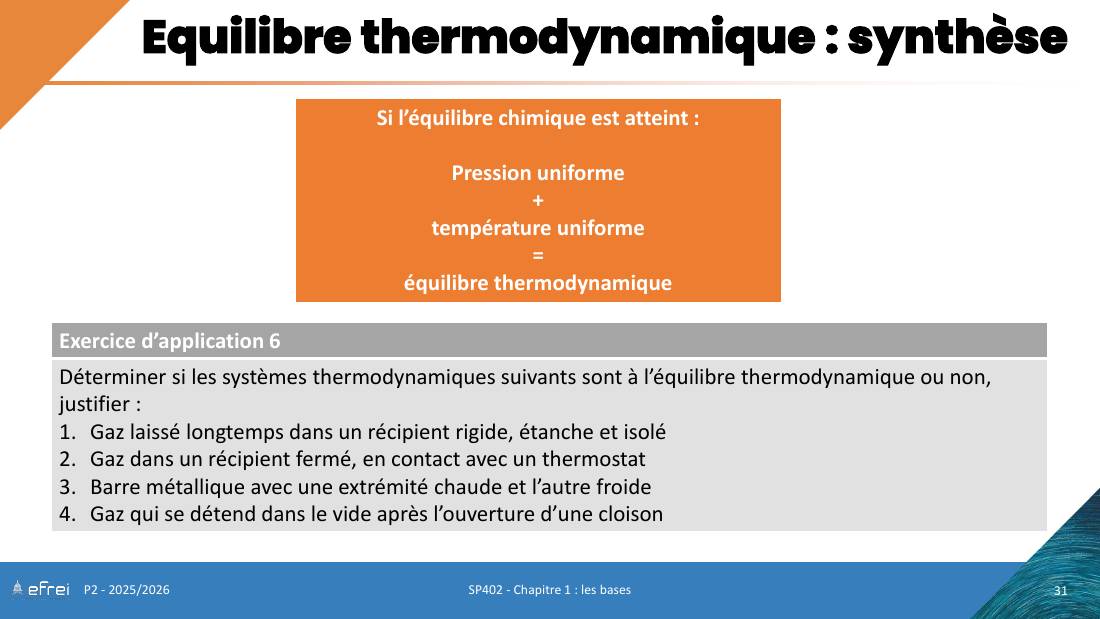 Equilibre thermodynamique : synthèse
Si l’équilibre chimique est atteint :
Pression uniforme
+
température uniforme
=
équilibre thermodynamique
Exercice d’application 6
Déterminer si les systèmes thermodynamiques suivants sont à l’équilibre thermodynamique ou non,
justifier :
1. Gaz laissé longtemps dans un récipient rigide, étanche et isolé
2. Gaz dans un récipient fermé, en contact avec un thermostat
3. Barre métallique avec une extrémité chaude et l’autre froide
4. Gaz qui se détend dans le vide après l’ouverture d’une cloison
efrei P2 - 2025/2026 SP402 - Chapitre 1 : les bases 31